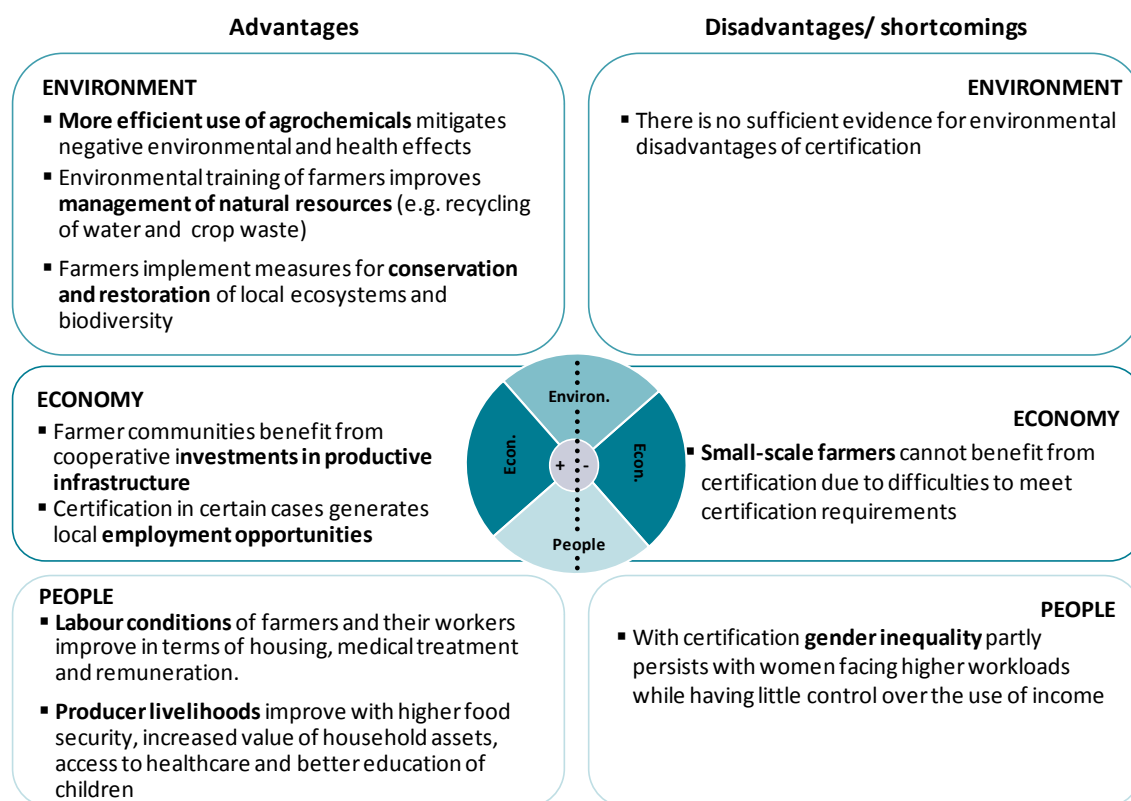 Advantages
Disadvantages/ shortcomings
ENVIRONMENT
▪ More efficient use of agrochemicals mitigates
negative environmental and health effects
▪ Environmental training of farmers improves
management of natural resources (e.g. recycling
of water and crop waste)
▪ Farmers implement measures for conservation
and restoration of local ecosystems and
biodiversity
ENVIRONMENT
▪ There is no sufficient evidence for environmental
disadvantages of certification
ECONOMY
▪ Farmer communities benefit from
cooperative investments in productive
infrastructure
▪ Certification in certain cases generates
local employment opportunities
Environ.
Econ.
+
-
Econ.
People
ECONOMY
▪ Small-scale farmers cannot benefit from
certification due to difficulties to meet
certification requirements
PEOPLE
▪ Labour conditions of farmers and their workers
improve in terms of housing, medical treatment
and remuneration.
▪ Producer livelihoods improve with higher food
security, increased value of household assets,
access to healthcare and better education of
children
PEOPLE
▪ With certification gender inequality partly
persists with women facing higher workloads
while having little control over the use of income